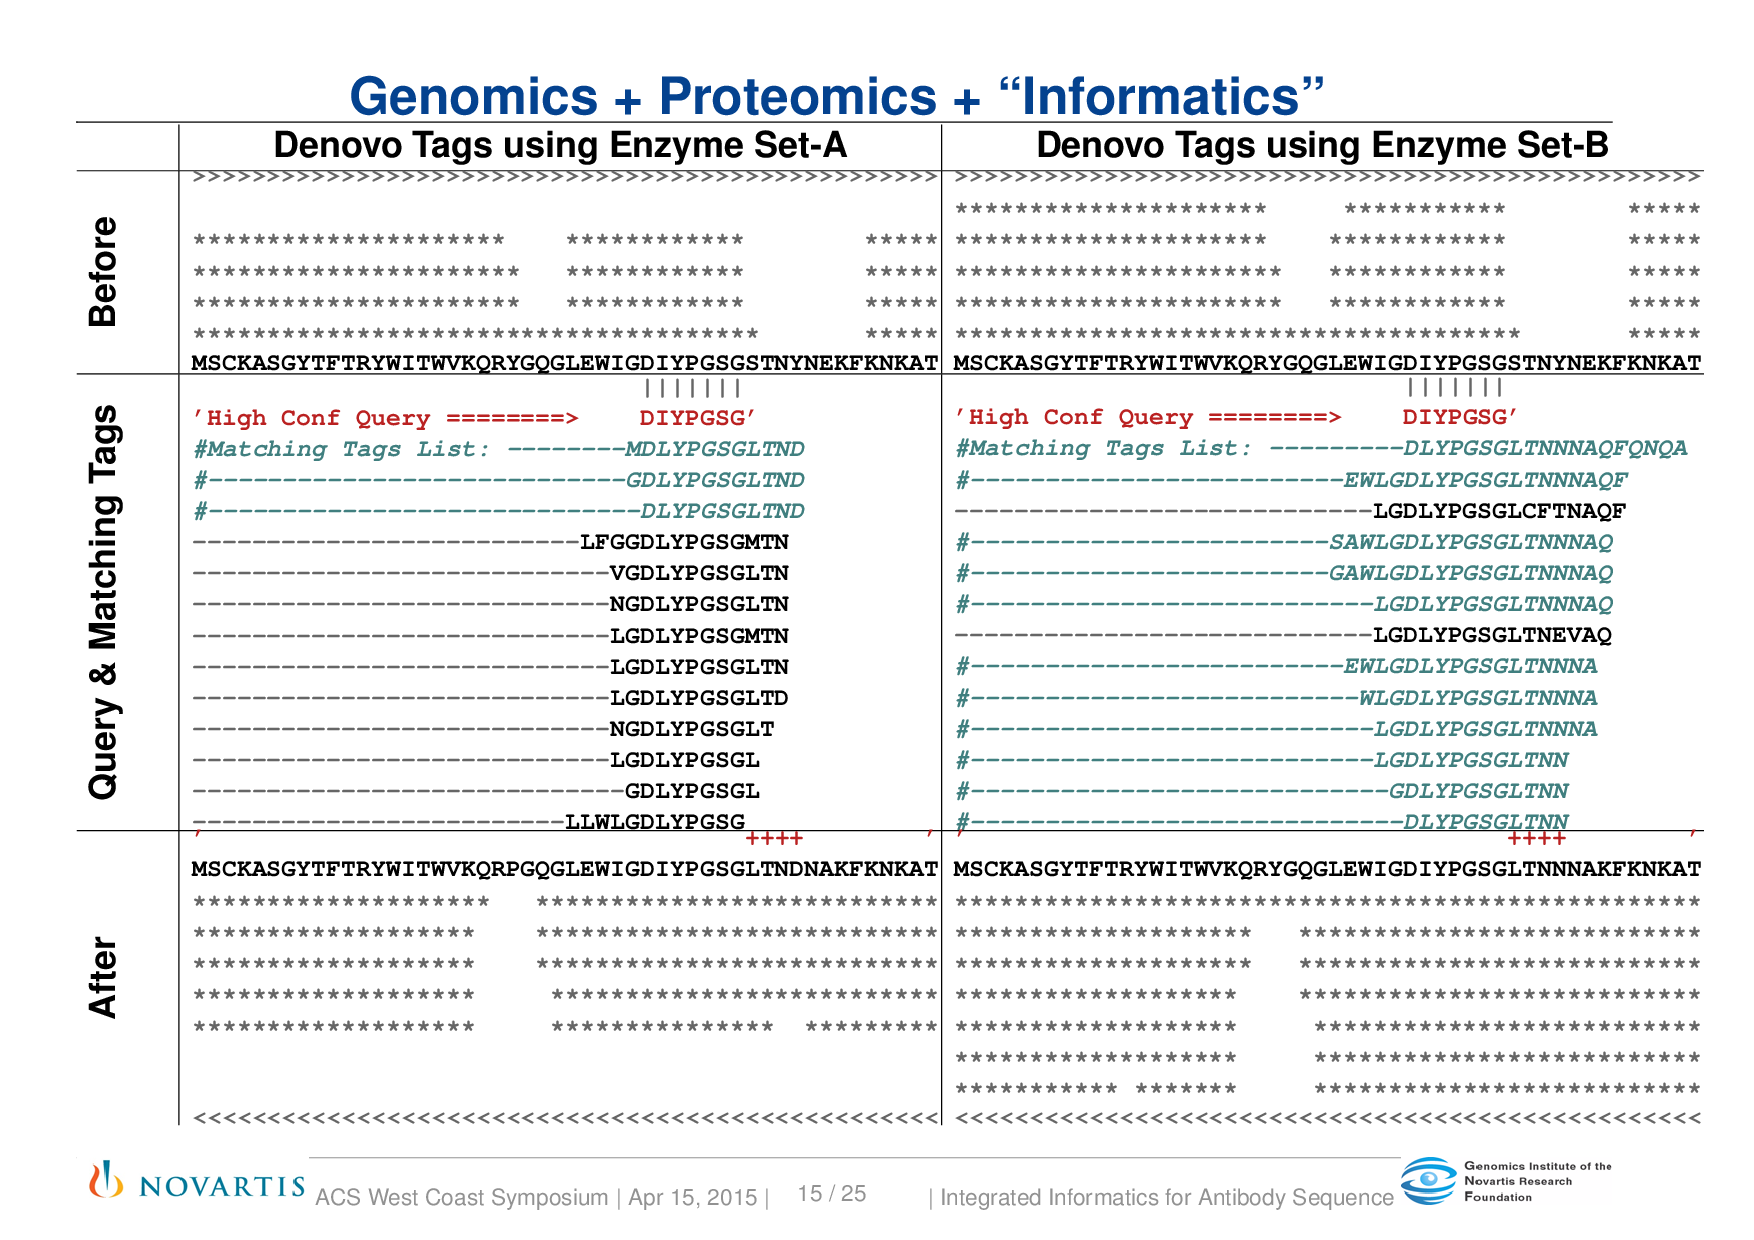 Genomics + Proteomics + “Informatics”
Denovo Tags using Enzyme Set-A
Denovo Tags using Enzyme Set-B
Before
>>>>>>>>>>>>>>>>>>>>>>>>>>>>>>>>>>>>>>>>>>>>>>>>>> >>>>>>>>>>>>>>>>>>>>>>>>>>>>>>>>>>>>>>>>>>>>>>>>>>
********************* *********** *****
********************* ************ ***** ********************* ************ *****
********************** ************ ***** ********************** ************ *****
********************** ************ ***** ********************** ************ *****
************************************** ***** ************************************** *****
MSCKASGYTFTRYWITWVKQRYGQGLEWIGDIYPGSGSTNYNEKFKNKAT MSCKASGYTFTRYWITWVKQRYGQGLEWIGDIYPGSGSTNYNEKFKNKAT
Query & Matching Tags
||||||| |||||||
’High Conf Query ========> DIYPGSG’ ’High Conf Query ========> DIYPGSG’
#Matching Tags List: --------MDLYPGSGLTND #Matching Tags List: ---------DLYPGSGLTNNNAQFQNQA
#----------------------------GDLYPGSGLTND #-------------------------EWLGDLYPGSGLTNNNAQF
#-----------------------------DLYPGSGLTND ----------------------------LGDLYPGSGLCFTNAQF
--------------------------LFGGDLYPGSGMTN #------------------------SAWLGDLYPGSGLTNNNAQ
----------------------------VGDLYPGSGLTN #------------------------GAWLGDLYPGSGLTNNNAQ
----------------------------NGDLYPGSGLTN #---------------------------LGDLYPGSGLTNNNAQ
----------------------------LGDLYPGSGMTN ----------------------------LGDLYPGSGLTNEVAQ
----------------------------LGDLYPGSGLTN #-------------------------EWLGDLYPGSGLTNNNA
----------------------------LGDLYPGSGLTD #--------------------------WLGDLYPGSGLTNNNA
----------------------------NGDLYPGSGLT #---------------------------LGDLYPGSGLTNNNA
----------------------------LGDLYPGSGL #---------------------------LGDLYPGSGLTNN
-----------------------------GDLYPGSGL #----------------------------GDLYPGSGLTNN
-------------------------LLWLGDLYPGSG #-----------------------------DLYPGSGLTNN
’ ++++ ’ ’ ++++ ’
After
MSCKASGYTFTRYWITWVKQRPGQGLEWIGDIYPGSGLTNDNAKFKNKAT MSCKASGYTFTRYWITWVKQRYGQGLEWIGDIYPGSGLTNNNAKFKNKAT
******************** *************************** **************************************************
******************* *************************** ******************** ***************************
******************* *************************** ******************** ***************************
******************* ************************** ******************* ***************************
******************* *************** ********* ******************* **************************
******************* **************************
*********** ******* **************************
<<<<<<<<<<<<<<<<<<<<<<<<<<<<<<<<<<<<<<<<<<<<<<<<<< <<<<<<<<<<<<<<<<<<<<<<<<<<<<<<<<<<<<<<<<<<<<<<<<<<
NOVARTIS
ACS West Coast Symposium | Apr 15, 2015 | 15 / 25 | Integrated Informatics for Antibody Sequence
Genomics Institute of the
Novartis Research
Foundation